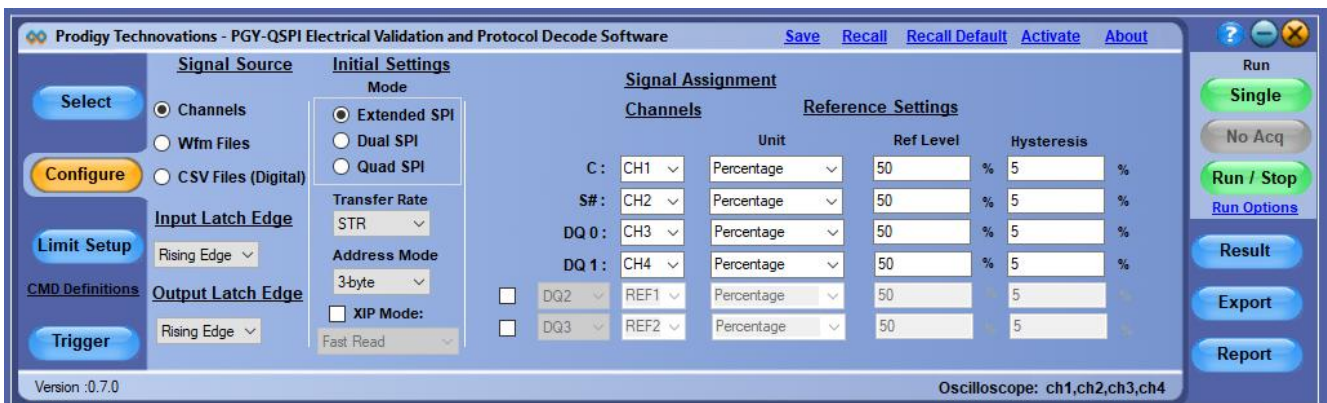 Prodigy Technovations - PGY-QSPI Electrical Validation and Protocol Decode Software Save Recall Recall Default Activate About ?
Select
Configure
Limit Setup
CMD Definitions
Trigger
Signal Source
Channels
Wfm Files
CSV Files (Digital)
Input Latch Edge
Rising Edge
Output Latch Edge
Rising Edge
Initial Settings
Mode
Extended SPI
Dual SPI
Quad SPI
Transfer Rate
STR
Address Mode
3-byte
XIP Mode:
Fast Read
Signal Assignment
Channels Reference Settings
Unit Ref Level Hysteresis
C : CH1 Percentage 50 % 5 %
S# : CH2 Percentage 50 % 5 %
DQ 0 : CH3 Percentage 50 % 5 %
DQ 1 : CH4 Percentage 50 % 5 %
DQ2 REF1 Percentage 50 % 5 %
DQ3 REF2 Percentage 50 % 5 %
Run
Single
No Acq
Run / Stop
Run Options
Result
Export
Report
Version :0.7.0 Oscilloscope: ch1,ch2,ch3,ch4